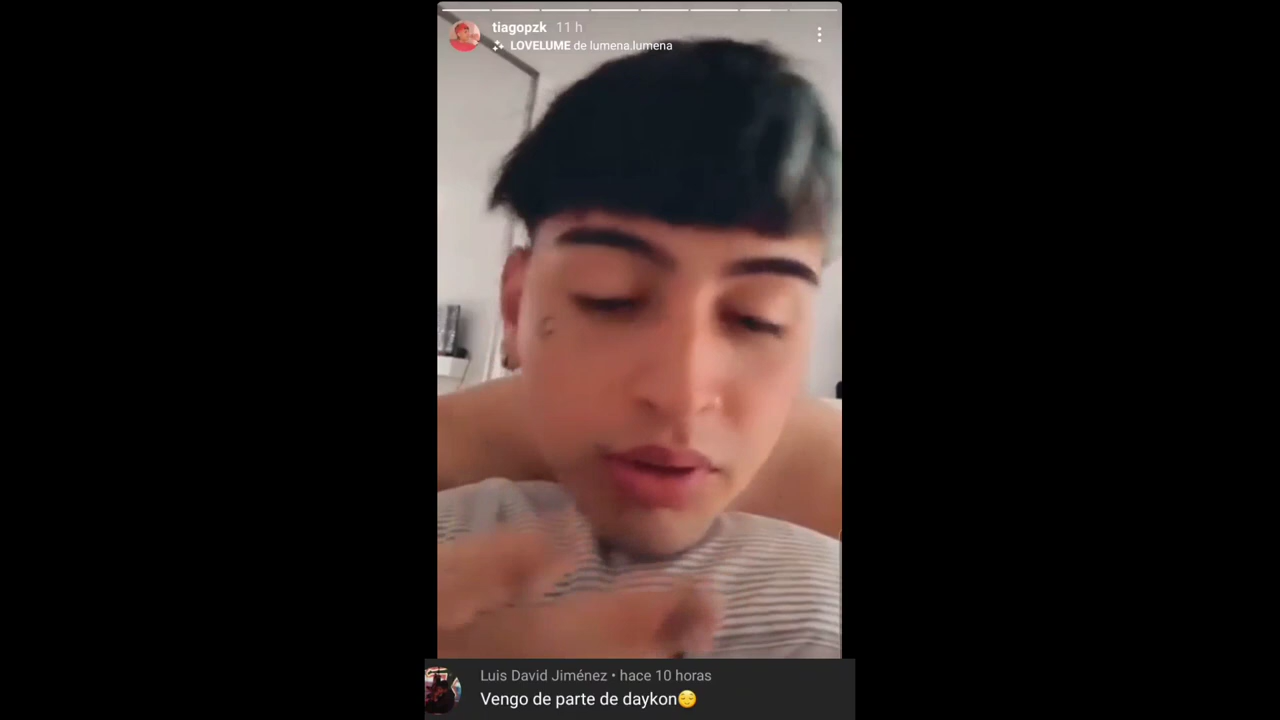 tiagopzk 11 h
LOVELUME de lumena.lumena
Luis David Jiménez • hace 10 horas
Vengo de parte de daykon😌